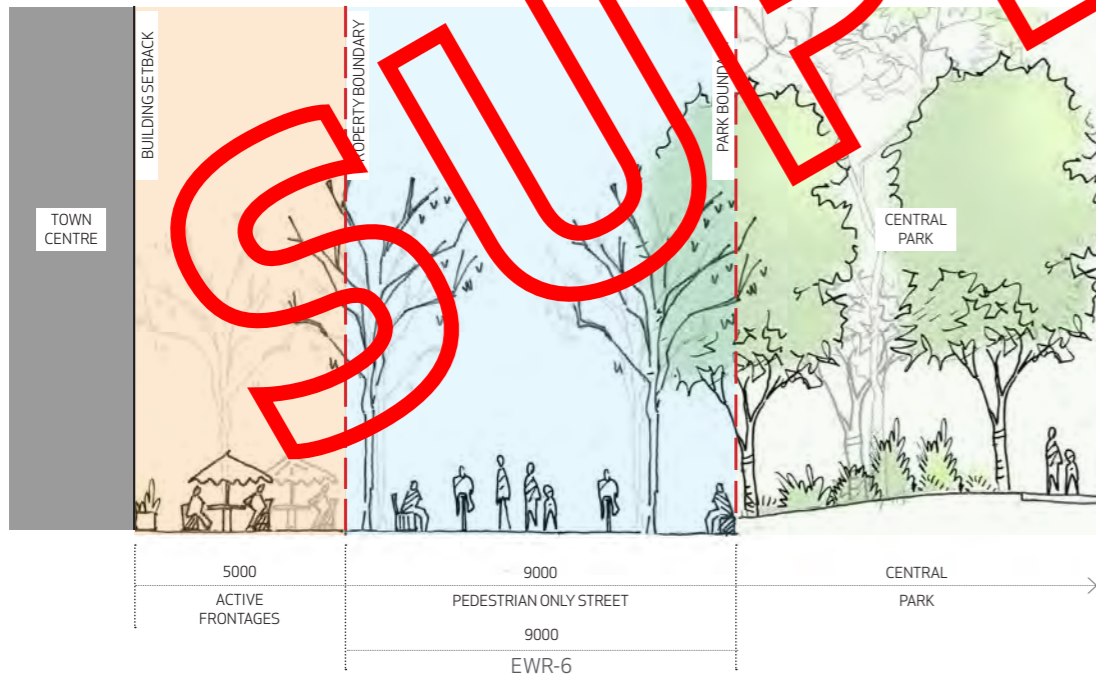 BUILDING SETBACK
PROPERTY BOUNDARY
PARK BOUNDARY
TOWN
CENTRE
CENTRAL
PARK
SUP
5000
9000
CENTRAL
ACTIVE
FRONTAGES
PEDESTRIAN ONLY STREET
PARK
9000
EWR-6